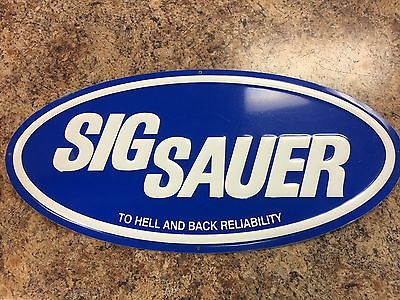 SIG
SAUER
TO HELL AND BACK RELIABILITY